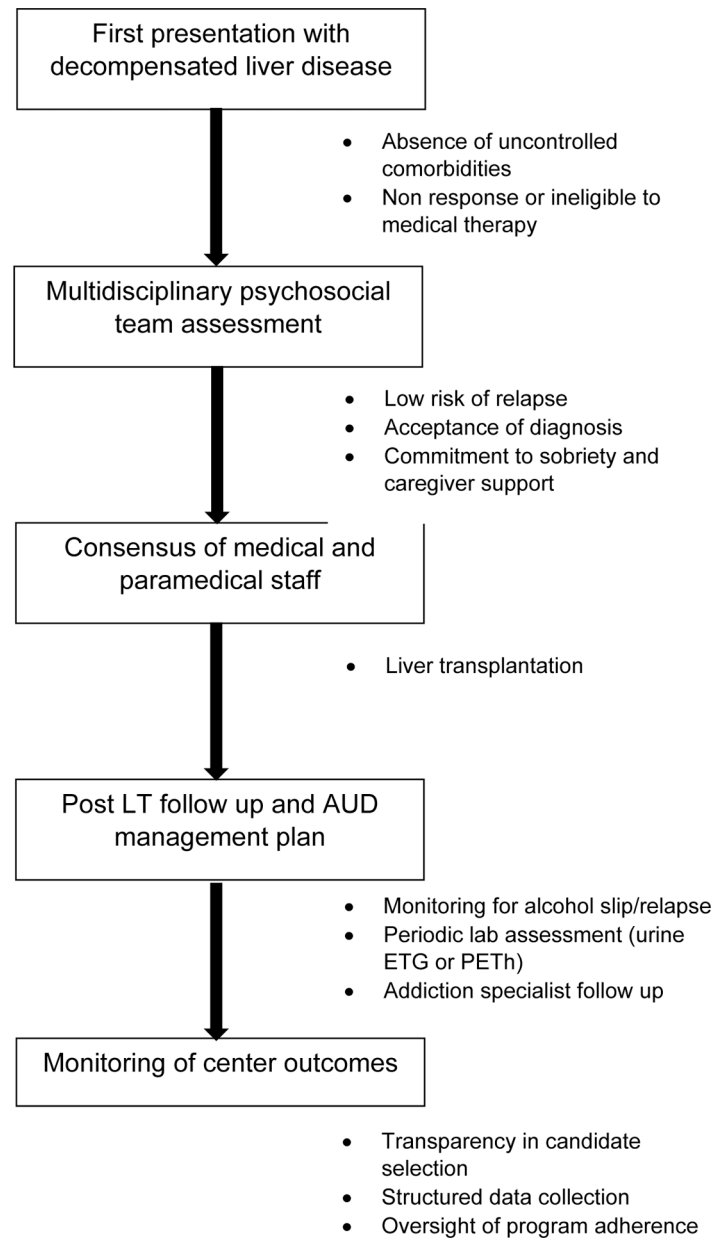 First presentation with
decompensated liver disease
• Absence of uncontrolled
comorbidities
• Non response or ineligible to
medical therapy
Multidisciplinary psychosocial
team assessment
• Low risk of relapse
• Acceptance of diagnosis
• Commitment to sobriety and
caregiver support
Consensus of medical and
paramedical staff
• Liver transplantation
Post LT follow up and AUD
management plan
• Monitoring for alcohol slip/relapse
• Periodic lab assessment (urine
ETG or PETh)
• Addiction specialist follow up
Monitoring of center outcomes
• Transparency in candidate
selection
• Structured data collection
• Oversight of program adherence